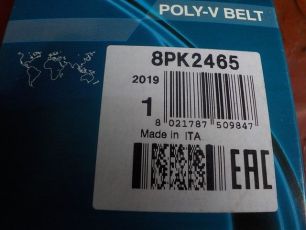 POLY-V BELT
8PK2465
2019
1
8 021787 509847
Made in ITA
EAC